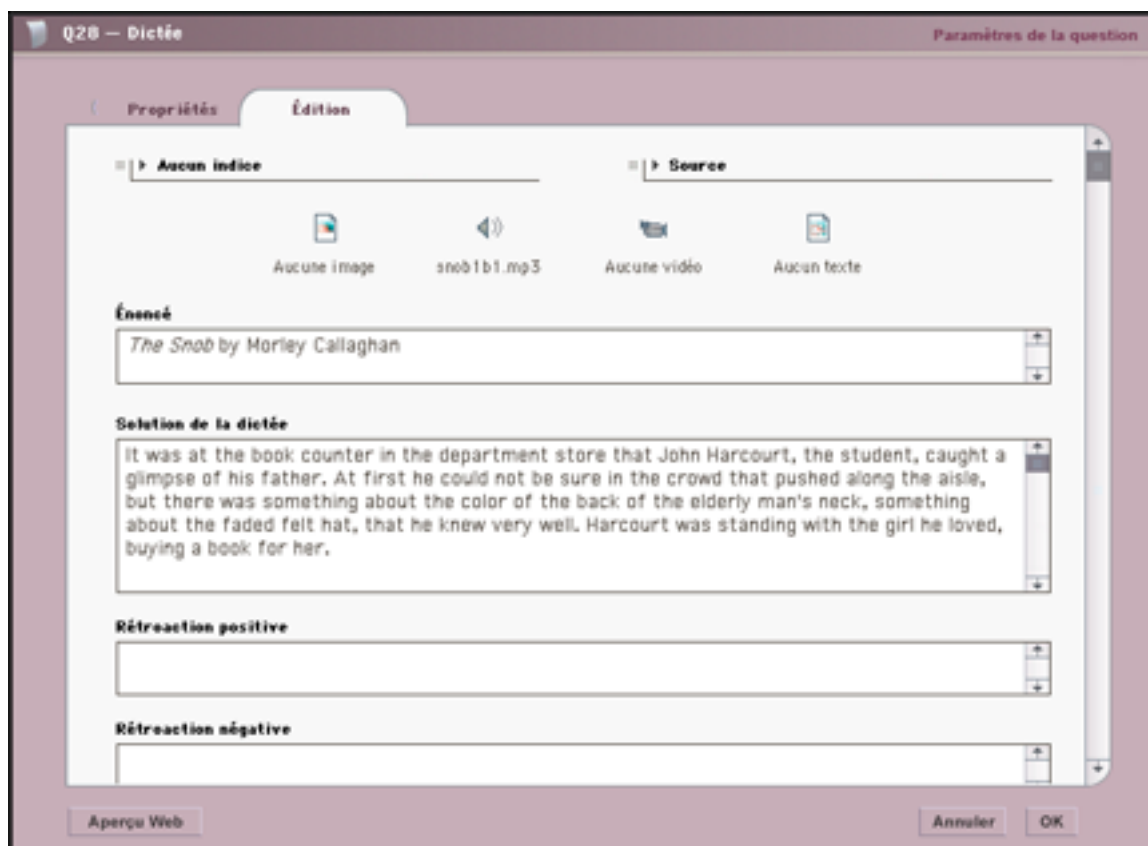 Q28 — Dictée
Paramètres de la question
Propriétés
Édition
Aucun indice
Source
Aucune image
snob1b1.mp3
Aucune vidéo
Aucun texte
Énoncé
The Snob by Morley Callaghan
Solution de la dictée
It was at the book counter in the department store that John Harcourt, the student, caught a
glimpse of his father. At first he could not be sure in the crowd that pushed along the aisle,
but there was something about the color of the back of the elderly man's neck, something
about the faded felt hat, that he knew very well. Harcourt was standing with the girl he loved,
buying a book for her.
Rétroaction positive
Rétroaction négative
Aperçu Web
Annuler
OK